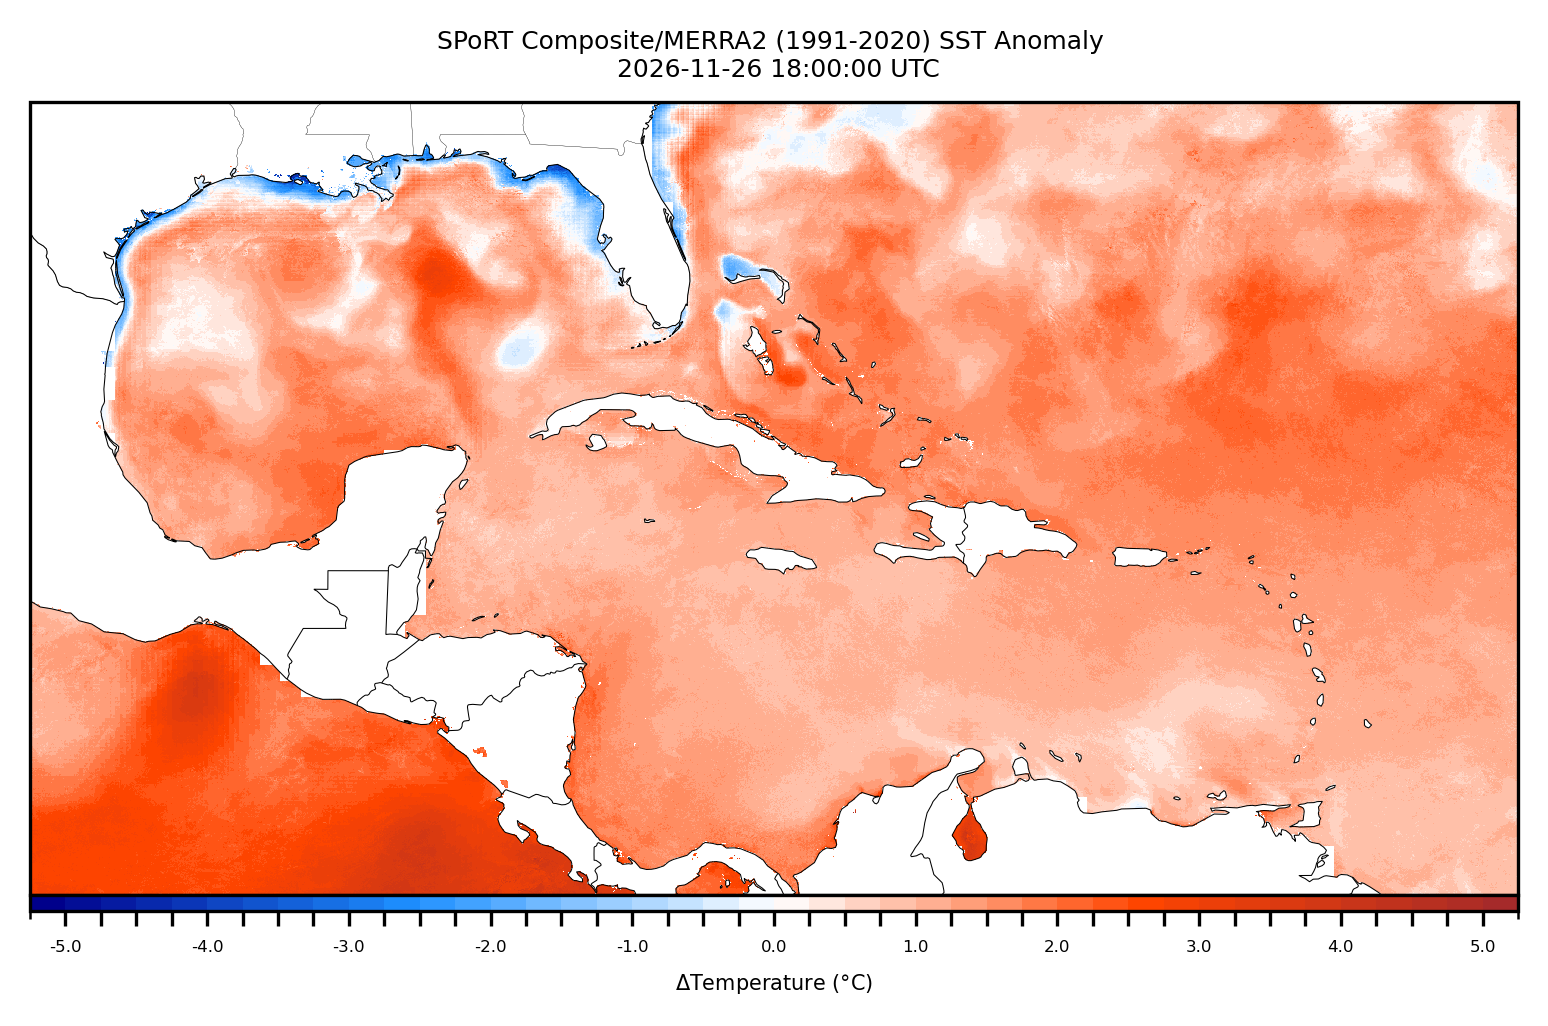 SPoRT Composite/MERRA2 (1991-2020) SST Anomaly
2026-11-26 18:00:00 UTC
-5.0 -4.0 -3.0 -2.0 -1.0 0.0 1.0 2.0 3.0 4.0 5.0
ΔTemperature (°C)